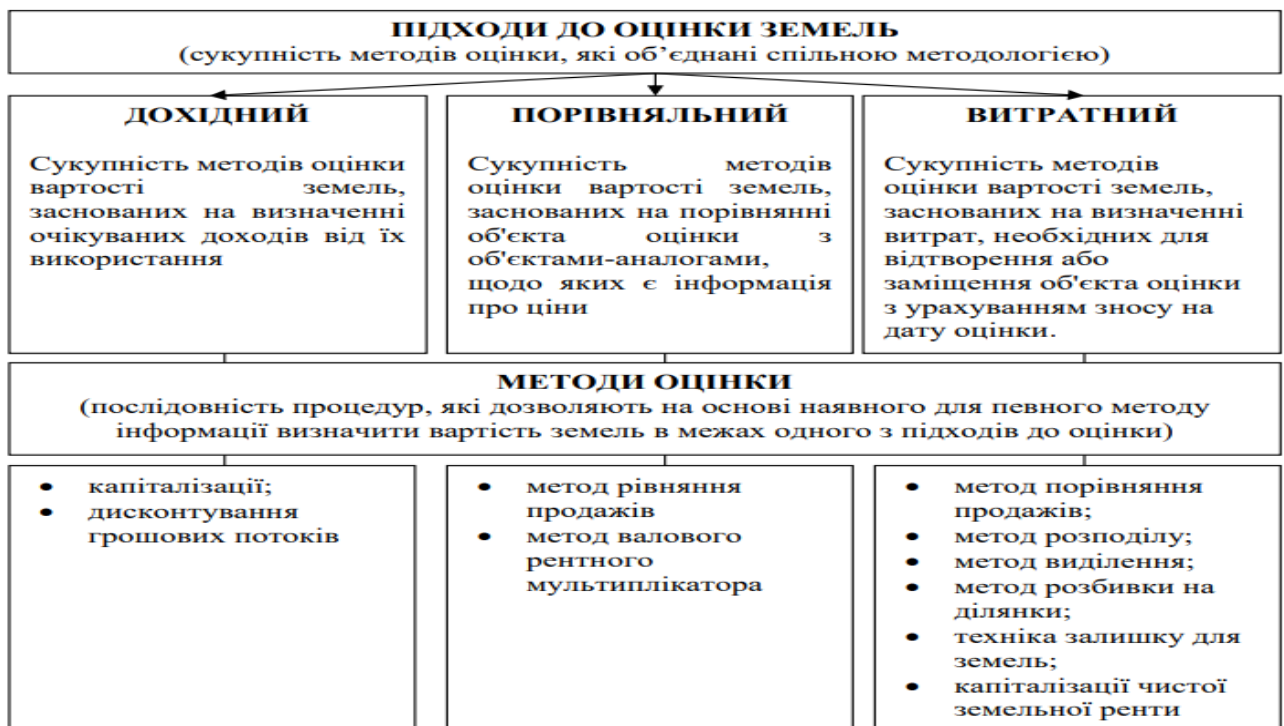 ПІДХОДИ ДО ОЦІНКИ ЗЕМЕЛЬ
(сукупність методів оцінки, які об’єднані спільною методологією)
ДОХІДНИЙ
Сукупність методів оцінки
вартості земель,
заснованих на визначенні
очікуваних доходів від їх
використання
ПОРІВНЯЛЬНИЙ
Сукупність методів
оцінки вартості земель,
заснованих на порівнянні
об'єкта оцінки з
об'єктами-аналогами,
щодо яких є інформація
про ціни
ВИТРАТНИЙ
Сукупність методів
оцінки вартості земель,
заснованих на визначенні
витрат, необхідних для
відтворення або
заміщення об'єкта оцінки
з урахуванням зносу на
дату оцінки.
МЕТОДИ ОЦІНКИ
(послідовність процедур, які дозволяють на основі наявного для певного методу
інформації визначити вартість земель в межах одного з підходів до оцінки)
• капіталізації;
• дисконтування
грошових потоків
• метод рівняння
продажів
• метод валового
рентного
мультиплікатора
• метод порівняння
продажів;
• метод розподілу;
• метод виділення;
• метод розбивки на
ділянки;
• техніка залишку для
земель;
• капіталізації чистої
земельної ренти